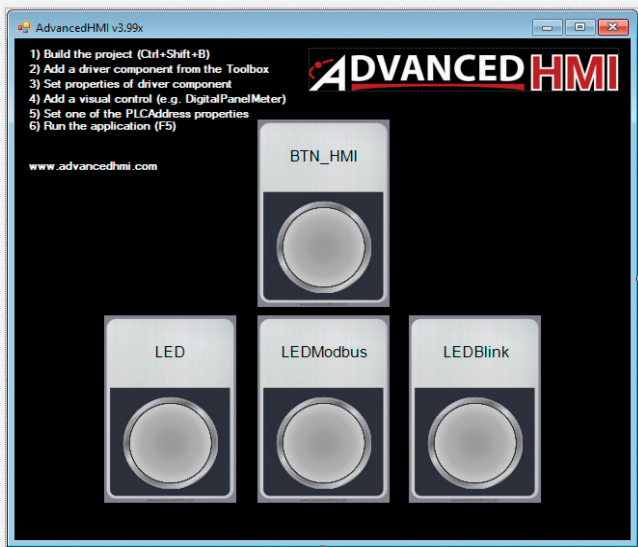 AdvancedHMI v3.99x
1) Build the project (Ctrl+Shift+B)
2) Add a driver component from the Toolbox
3) Set properties of driver component
4) Add a visual control (e.g. DigitalPanelMeter)
5) Set one of the PLCAddress properties
6) Run the application (F5)
ADVANCED HMI
www.advancedhmi.com
BTN_HMI
LED
LEDModbus
LEDBlink